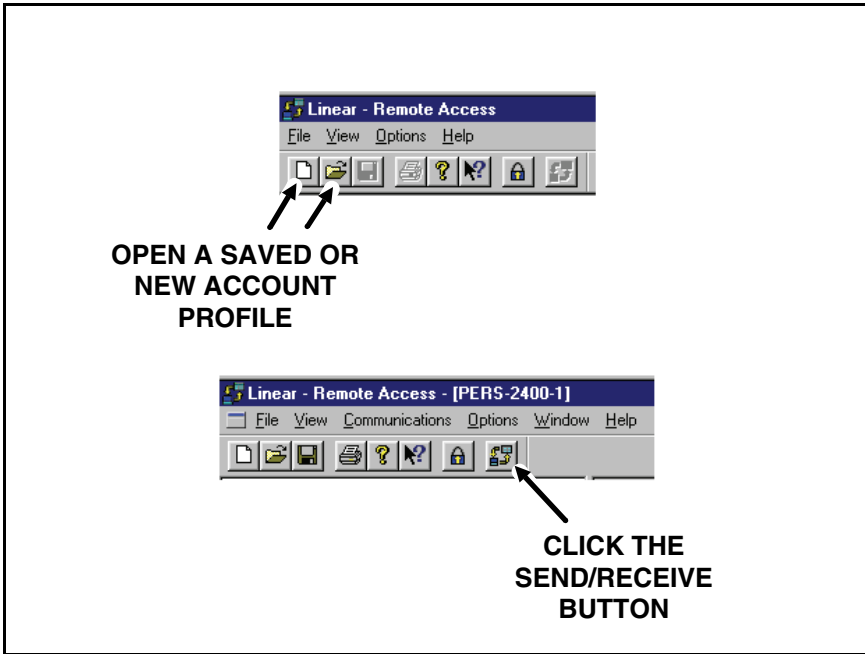 Linear - Remote Access
File View Options Help
OPEN A SAVED OR
NEW ACCOUNT
PROFILE
Linear - Remote Access - [PERS-2400-1]
File View Communications Options Window Help
CLICK THE
SEND/RECEIVE
BUTTON